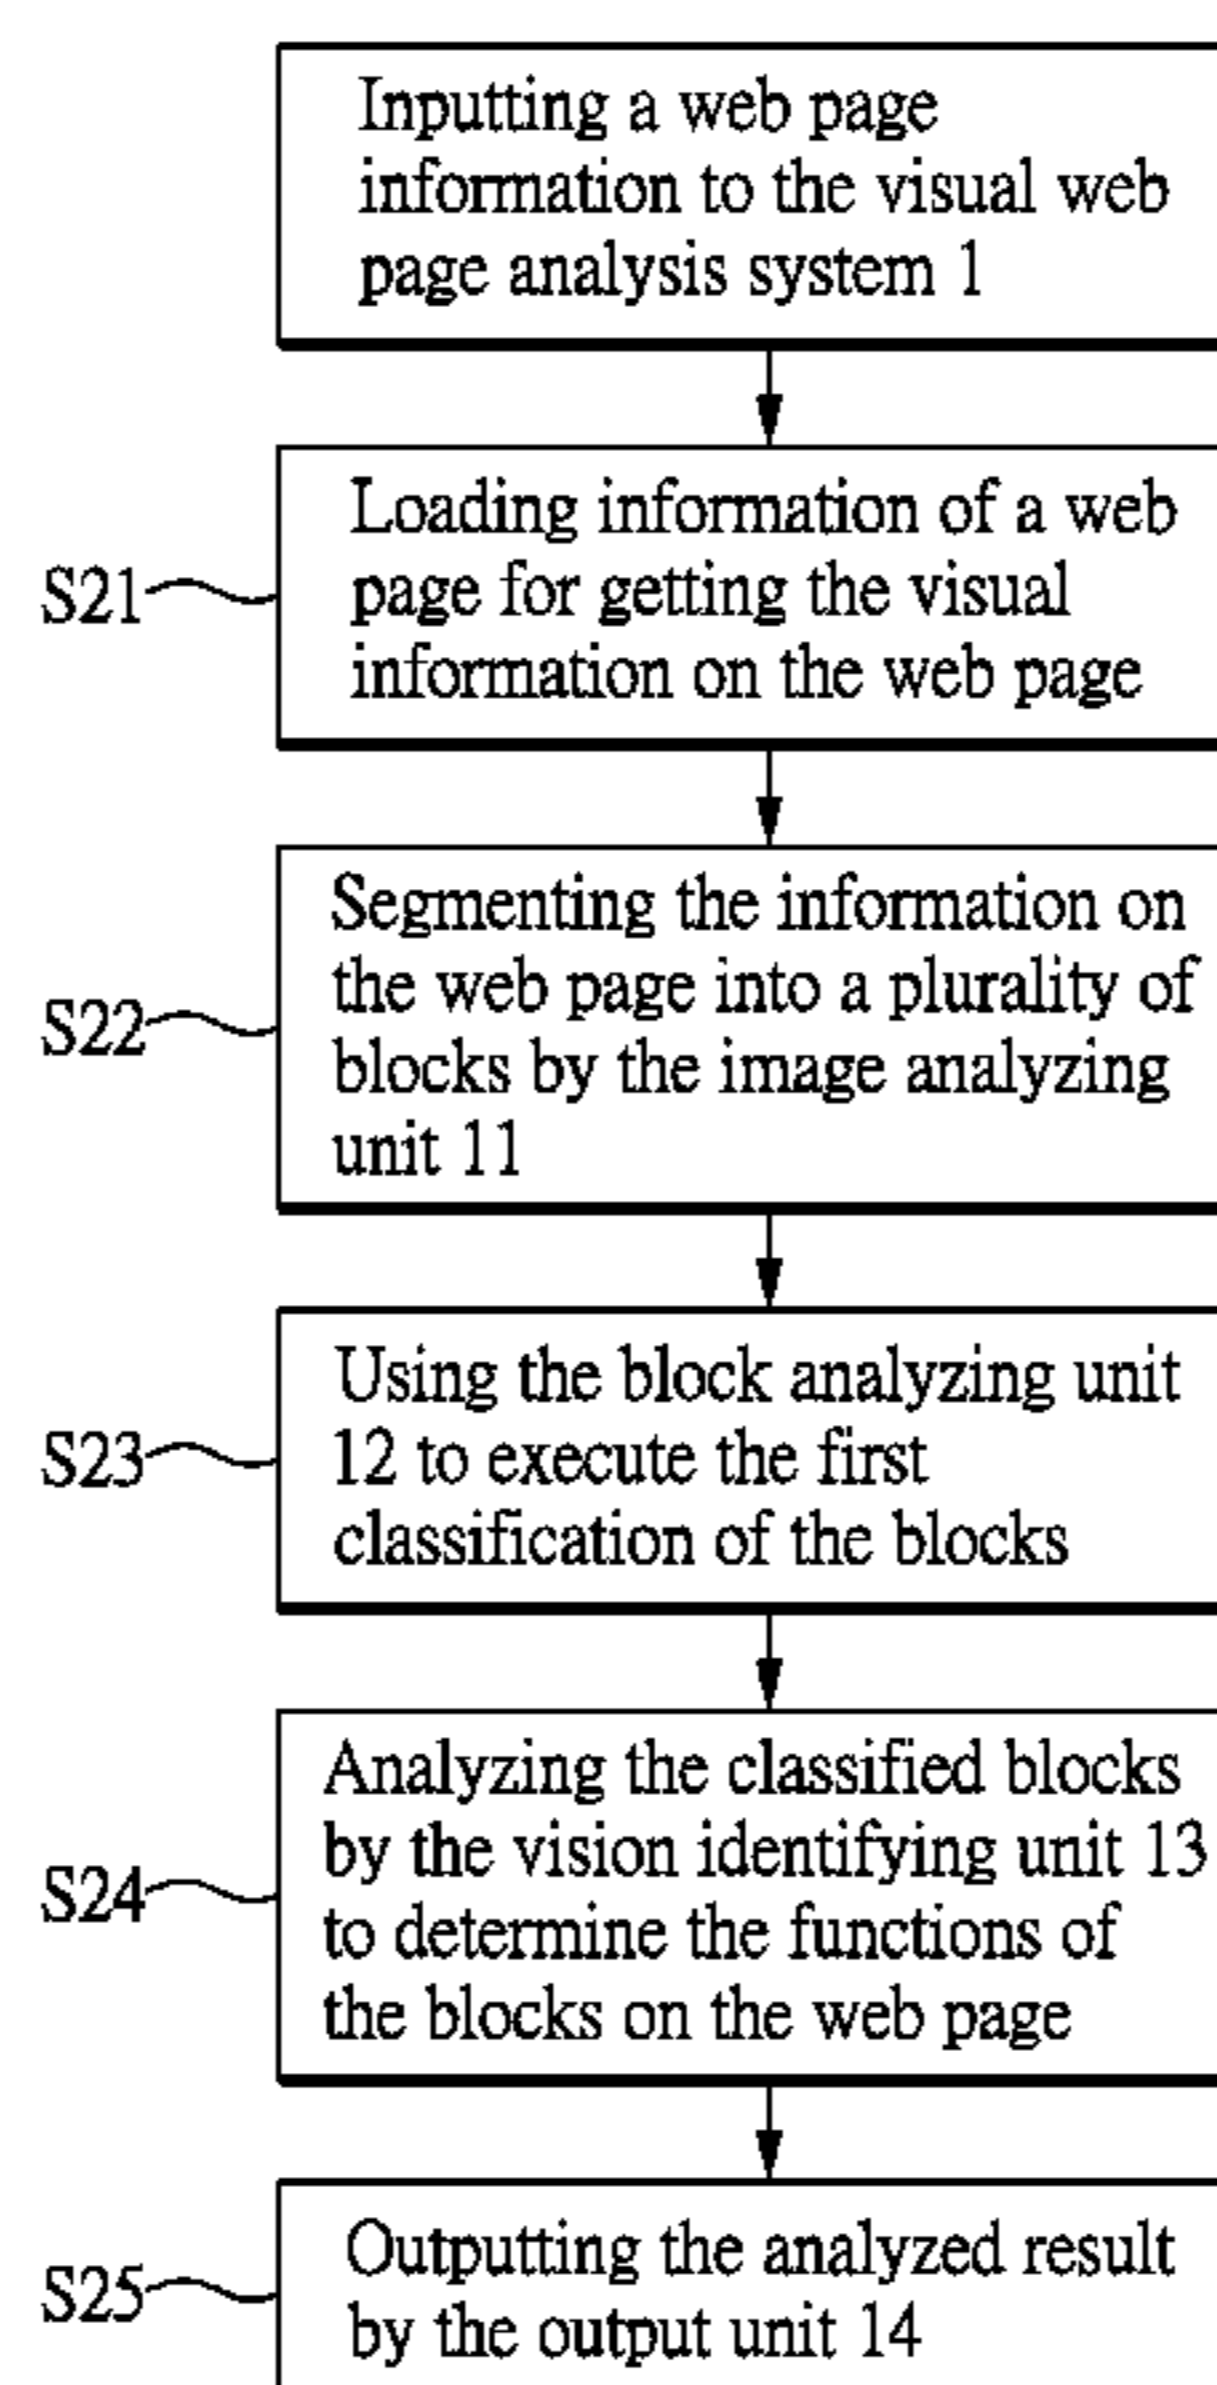 Inputting a web page
information to the visual web
page analysis system 1
S21
Loading information of a web
page for getting the visual
information on the web page
S22
Segmenting the information on
the web page into a plurality of
blocks by the image analyzing
unit 11
S23
Using the block analyzing unit
12 to execute the first
classification of the blocks
S24
Analyzing the classified blocks
by the vision identifying unit 13
to determine the functions of
the blocks on the web page
S25
Outputting the analyzed result
by the output unit 14